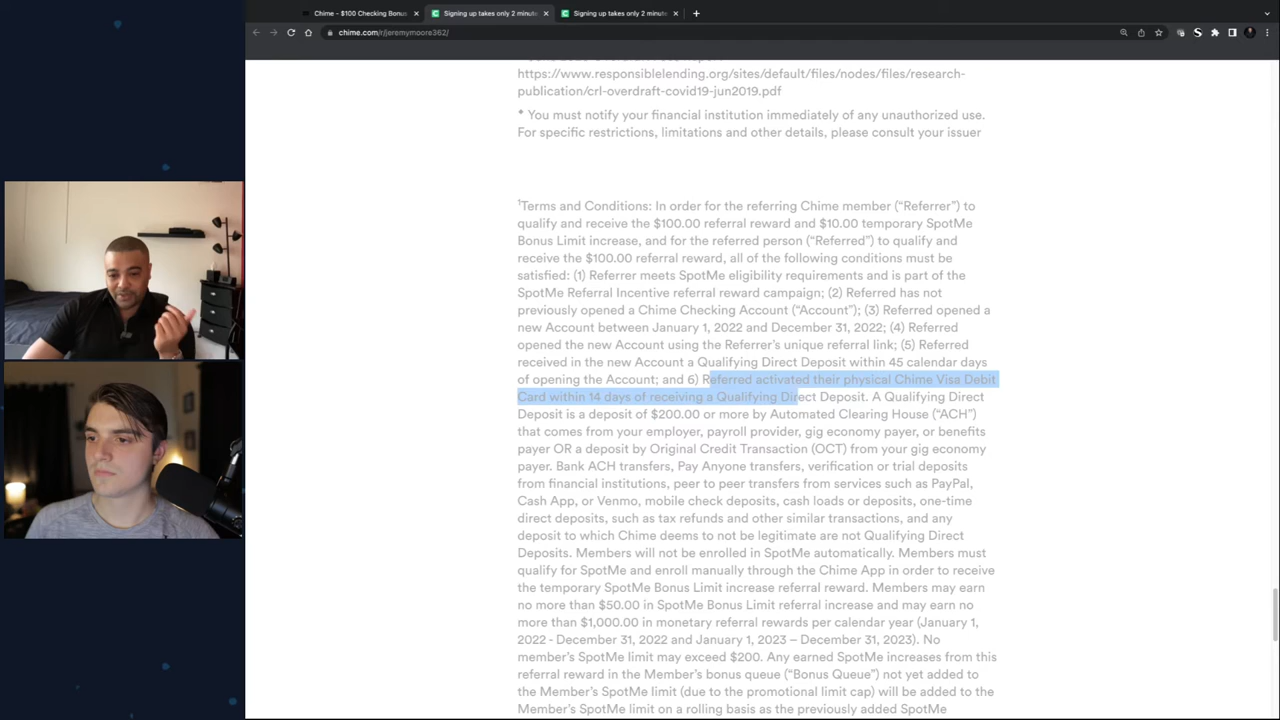 Chime - $100 Checking Bonus
Signing up takes only 2 minute
Signing up takes only 2 minute
chime.com/r/jeremymoore362/
https://www.responsiblelending.org/sites/default/files/nodes/files/research-
publication/crl-overdraft-covid19-jun2019.pdf
* You must notify your financial institution immediately of any unauthorized use.
For specific restrictions, limitations and other details, please consult your issuer
¹Terms and Conditions: In order for the referring Chime member (“Referrer”) to
qualify and receive the $100.00 referral reward and $10.00 temporary SpotMe
Bonus Limit increase, and for the referred person (“Referred”) to qualify and
receive the $100.00 referral reward, all of the following conditions must be
satisfied: (1) Referrer meets SpotMe eligibility requrements and is part of the
SpotMe Referral Incentive referral reward campaign; (2) Referred has not
previously opened a Chime Checking Account (“Account”); (3) Referred opened a
new Account between January 1, 2022 and December 31, 2022; (4) Referred
opened the new Account using the Referrer’s unique referral link; (5) Referred
received in the new Account a Qualifying Direct Deposit within 45 calendar days
of opening the Account; and 6) Referred activated their physical Chime Visa Debit
Card within 14 days of receiving a Qualifying Direct Deposit. A Qualifying Direct
Deposit is a deposit of $200.00 or more by Automated Clearing House (“ACH”)
that comes from your employer, payroll provider, gig economy payer, or benefits
payer OR a deposit by Original Credit Transaction (OCT) from your gig economy
payer. Bank ACH transfers, Pay Anyone transfers, verification or trial deposits
from financial institutions, peer to peer transfers from services such as PayPal,
Cash App, or Venmo, mobile check deposits, cash loads or deposits, one-time
direct deposits, such as tax refunds and other similar transactions, and any
deposit to which Chime deems to not be legitimate are not Qualifying Direct
Deposits. Members will not be enrolled in SpotMe automatically. Members must
qualify for SpotMe and enroll manually through the Chime App in order to receive
the temporary SpotMe Bonus Limit increase referral reward. Members may earn
no more than $50.00 in SpotMe Bonus Limit referral increase and may earn no
more than $1,000.00 in monetary referral rewards per calendar year (January 1,
2022 - December 31, 2022 and January 1, 2023 – December 31, 2023). No
member’s SpotMe limit may exceed $200. Any earned SpotMe increases from this
referral reward in the Member’s bonus queue (“Bonus Queue”) not yet added to
the Member’s SpotMe limit (due to the promotional limit cap) will be added to the
Member’s SpotMe limit on a rolling basis as the previously added SpotMe